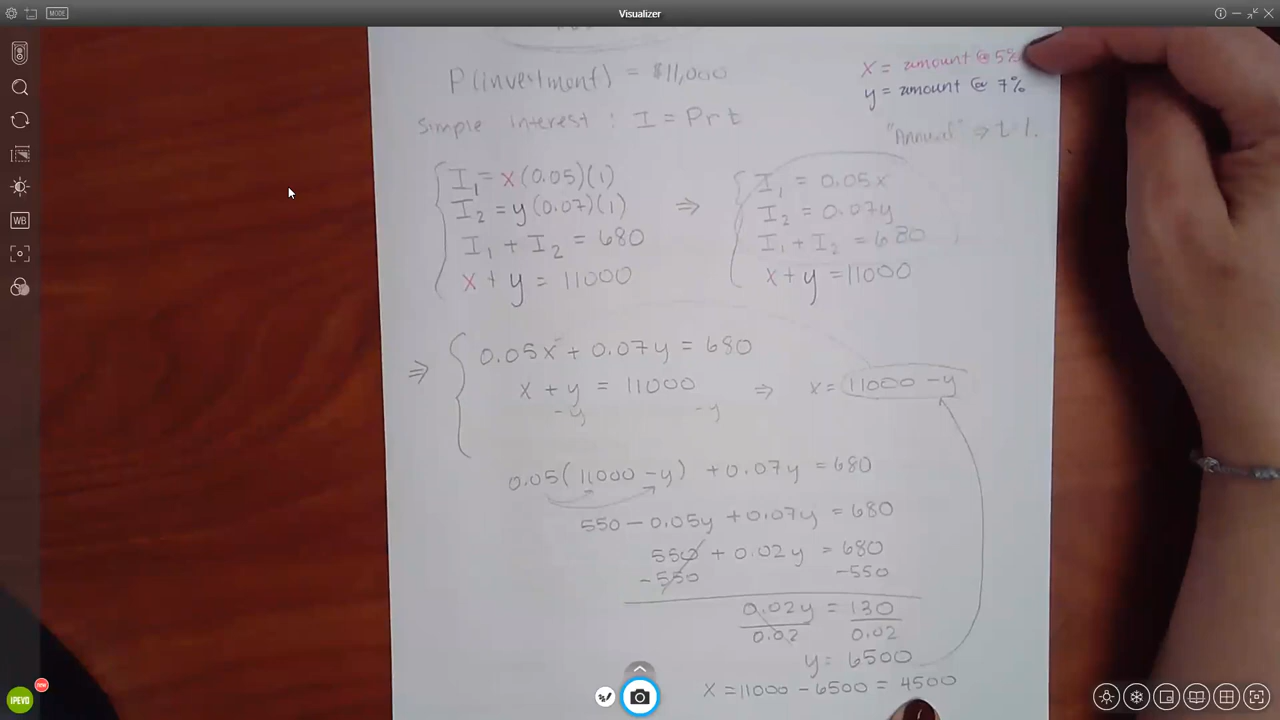 MODE
Visualizer
P (investment) = $11,000
X = amount @ 5%
y = amount @ 7%
Simple interest : I = Prt
"Annual" ⇒ t 1.
I₁ = x(0.05)(1)
I₂ = y(0.07)(1)
I₁ + I₂ = 680
x + y = 11000
⇒
I₁ = 0.05x
I₂ = 0.07y
I₁ + I₂ = 680
x + y = 11000
⇒ 0.05x + 0.07y = 680
x + y = 11000 ⇒ x = 11000 - y
-y -y
0.05(11000 - y) + 0.07y = 680
550 - 0.05y + 0.07y = 680
550 + 0.02y = 680
-550 -550
0.02y = 130
0.02 0.02
y = 6500
X = 11000 - 6500 = 4500
WB
IPEVO
new